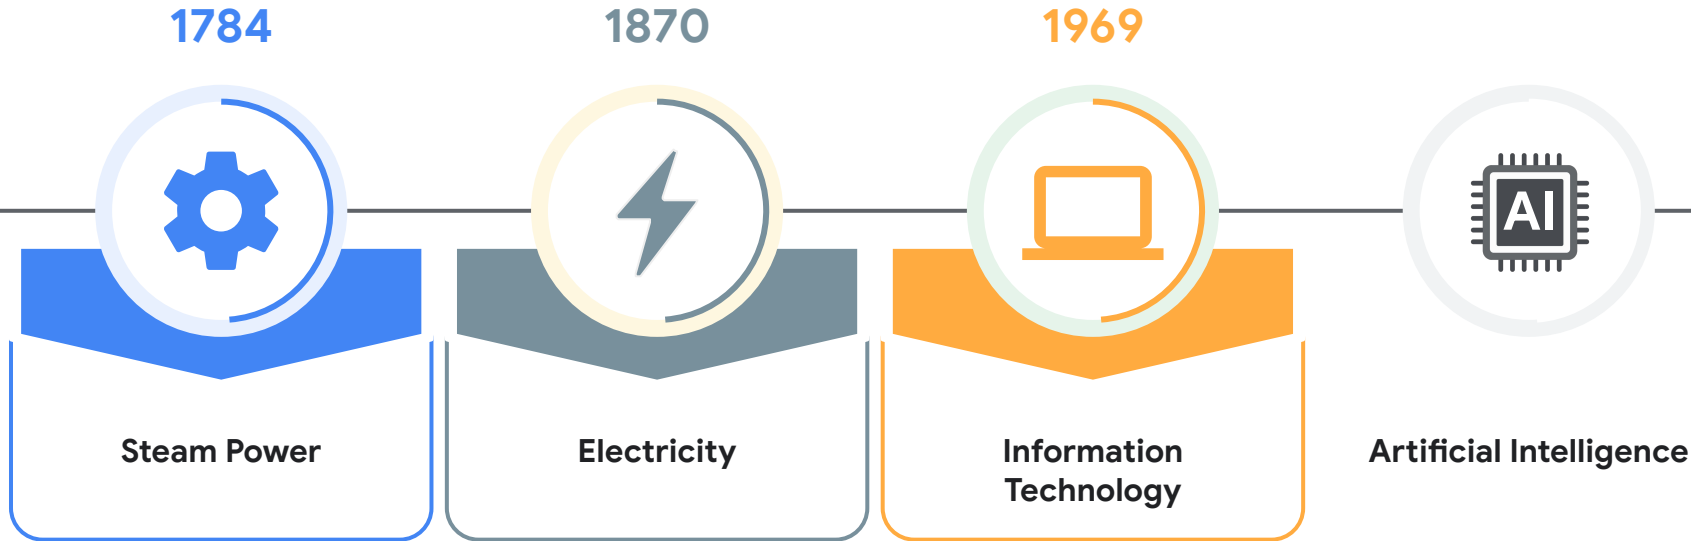 1784
1870
1969
AI
Steam Power
Electricity
Information
Technology
Artificial Intelligence